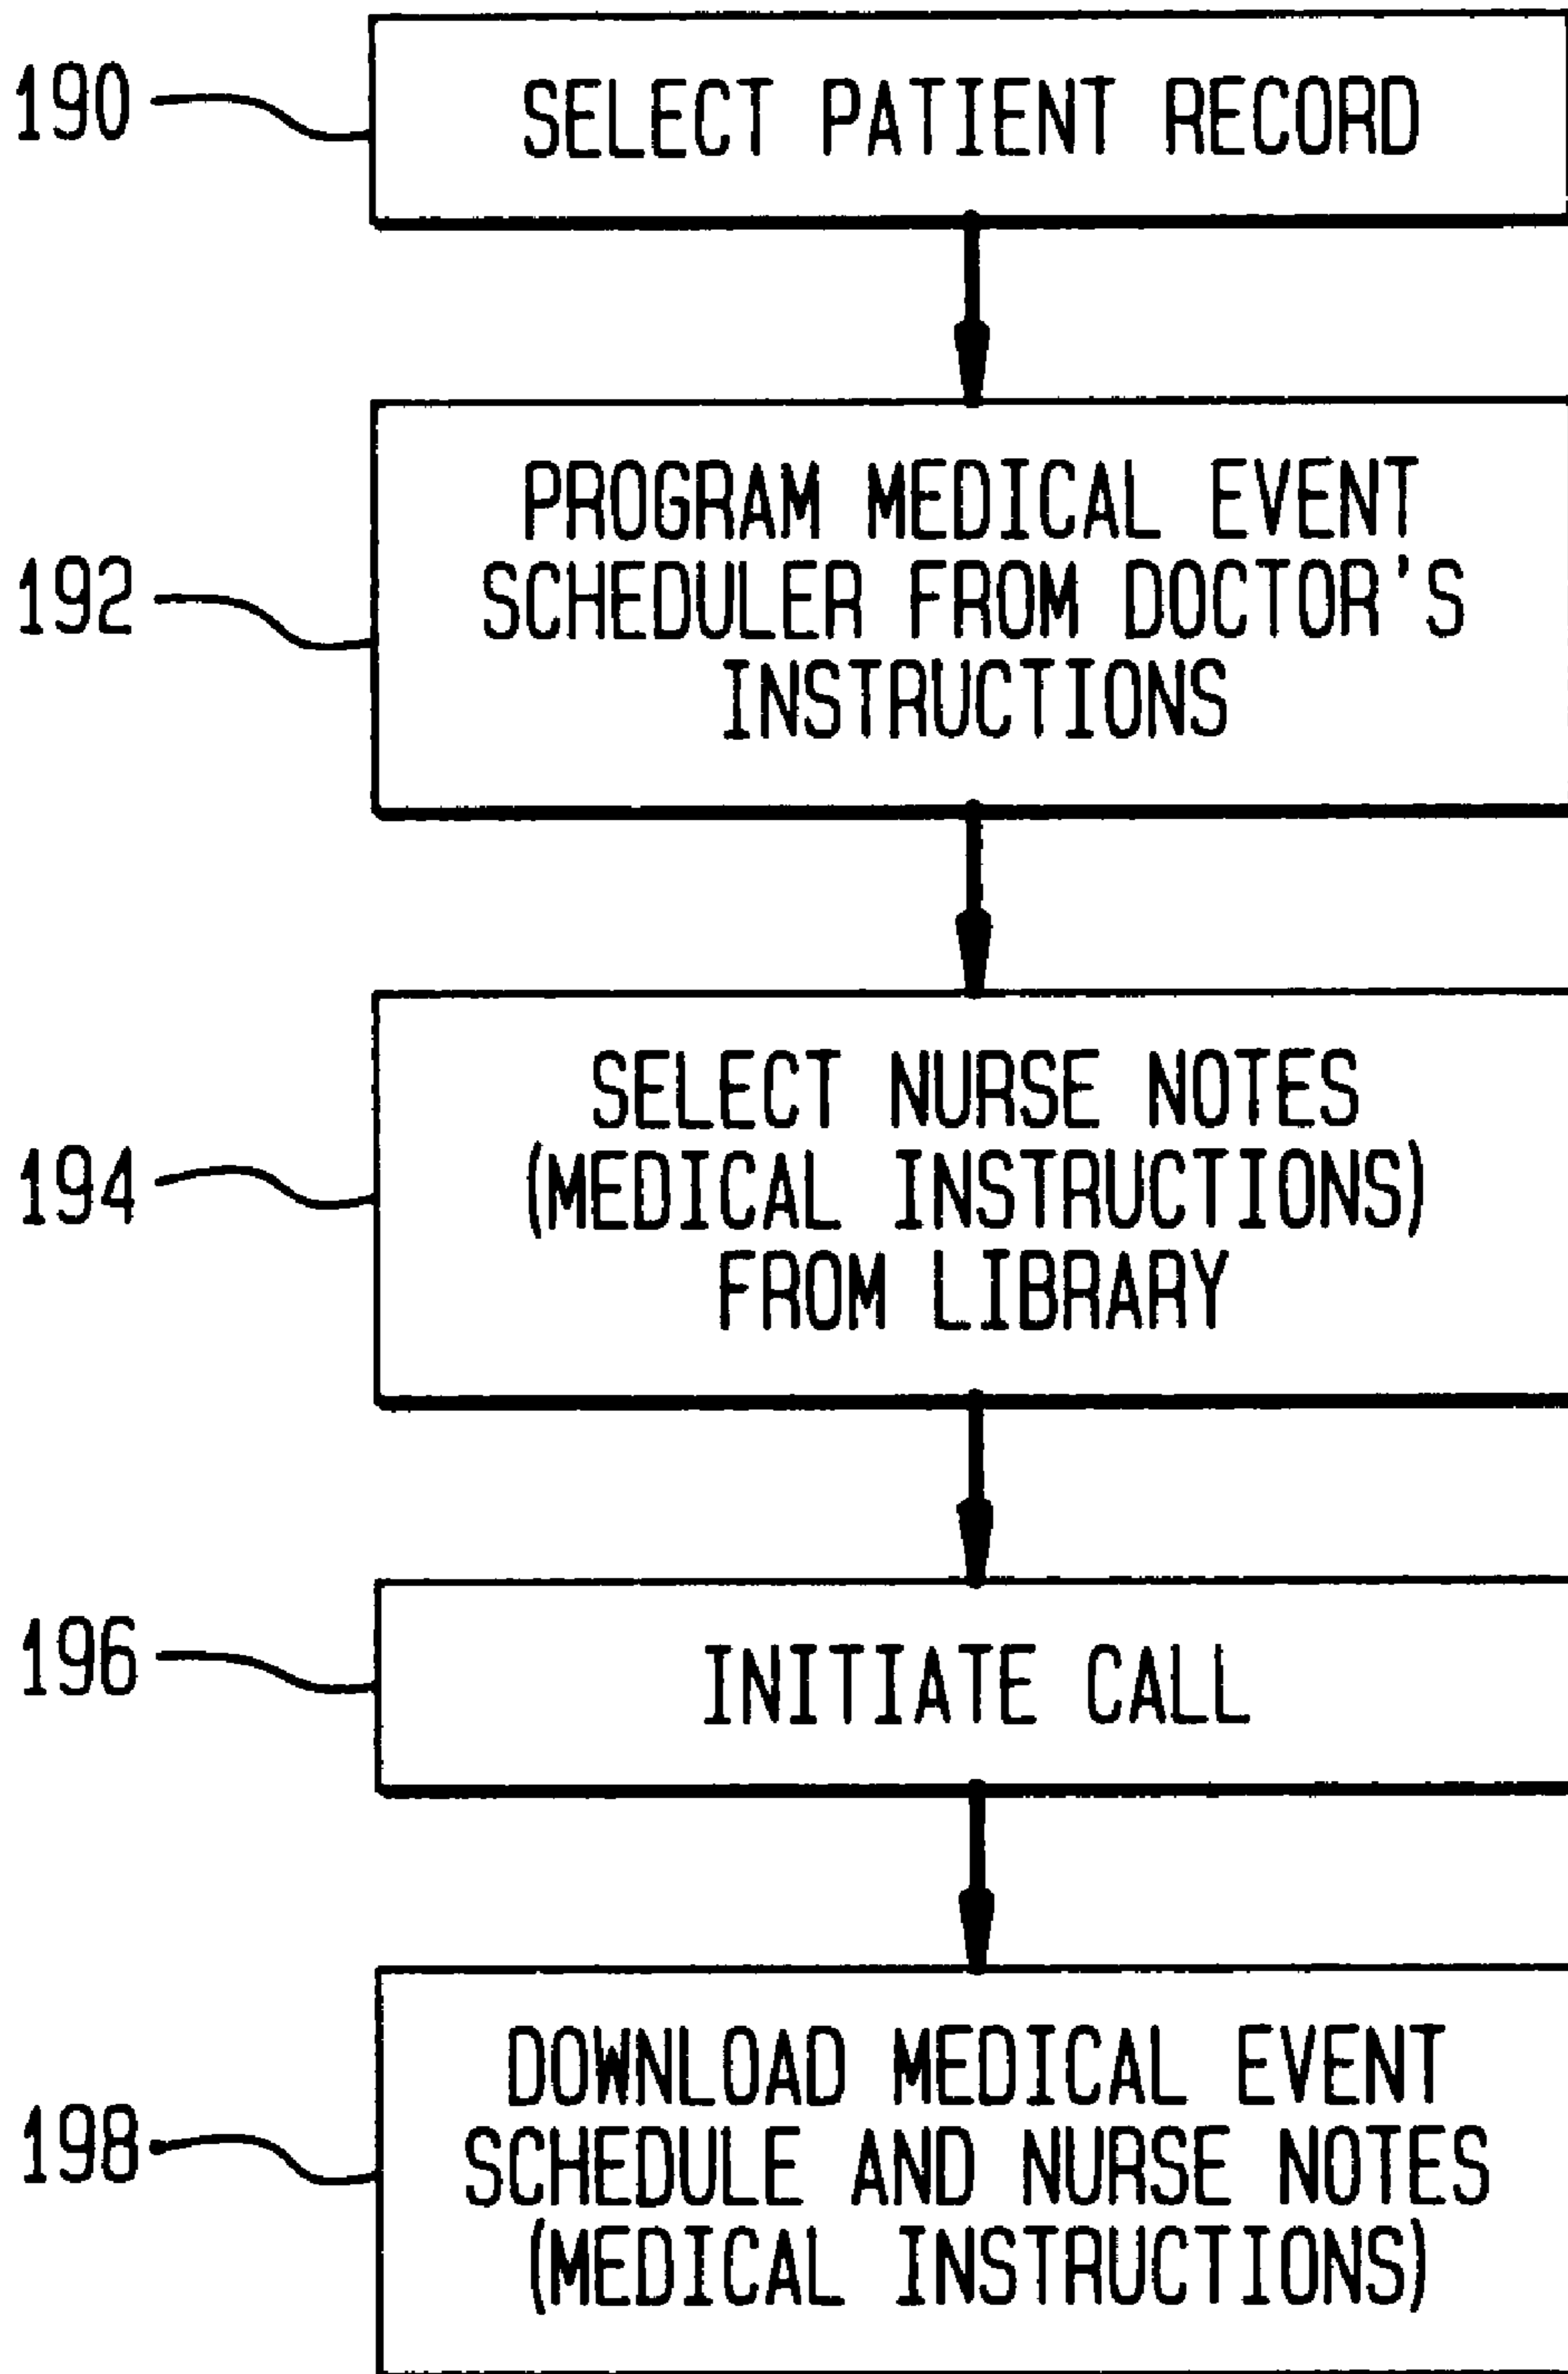 190
SELECT PATIENT RECORD
192
PROGRAM MEDICAL EVENT
SCHEDULER FROM DOCTOR'S
INSTRUCTIONS
194
SELECT NURSE NOTES
(MEDICAL INSTRUCTIONS)
FROM LIBRARY
196
INITIATE CALL
198
DOWNLOAD MEDICAL EVENT
SCHEDULE AND NURSE NOTES
(MEDICAL INSTRUCTIONS)